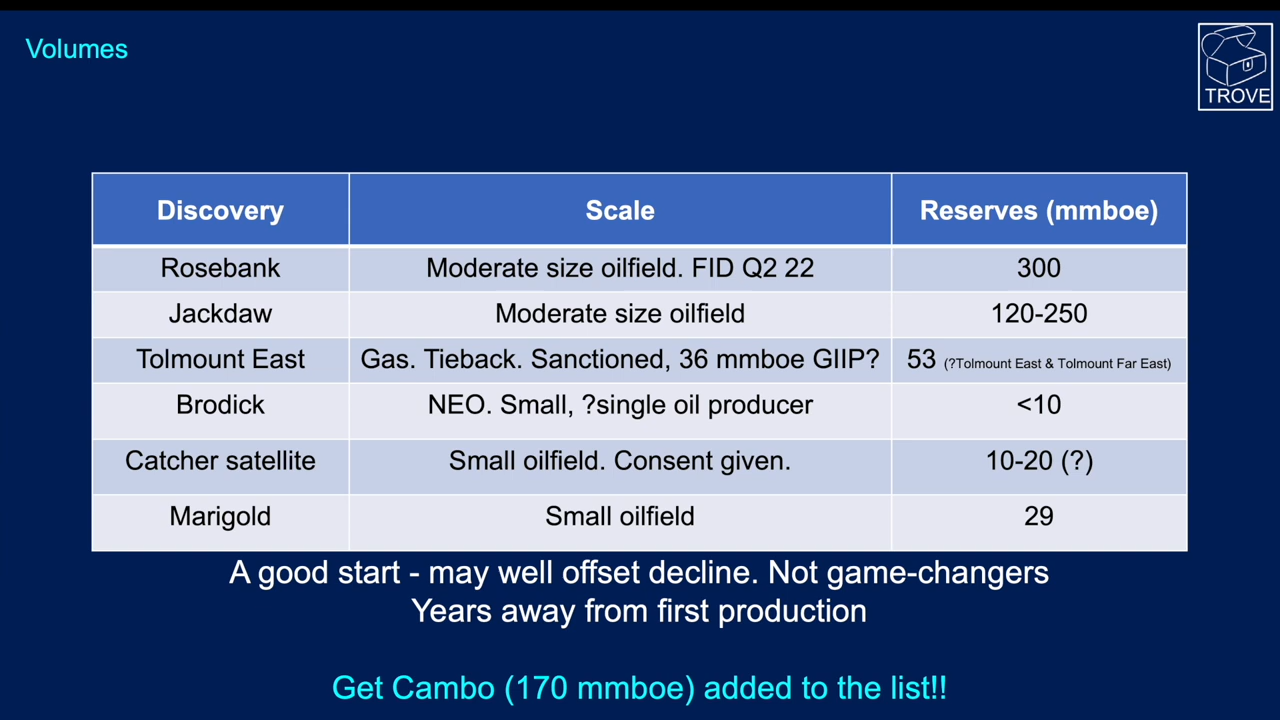 Volumes
TROVE
Discovery Scale Reserves (mmboe)
Rosebank Moderate size oilfield. FID Q2 22 300
Jackdaw Moderate size oilfield 120-250
Tolmount East Gas. Tieback. Sanctioned, 36 mmboe GIIP? 53 (?Tolmount East & Tolmount Far East)
Brodick NEO. Small, ?single oil producer <10
Catcher satellite Small oilfield. Consent given. 10-20 (?)
Marigold Small oilfield 29
A good start - may well offset decline. Not game-changers
Years away from first production
Get Cambo (170 mmboe) added to the list!!